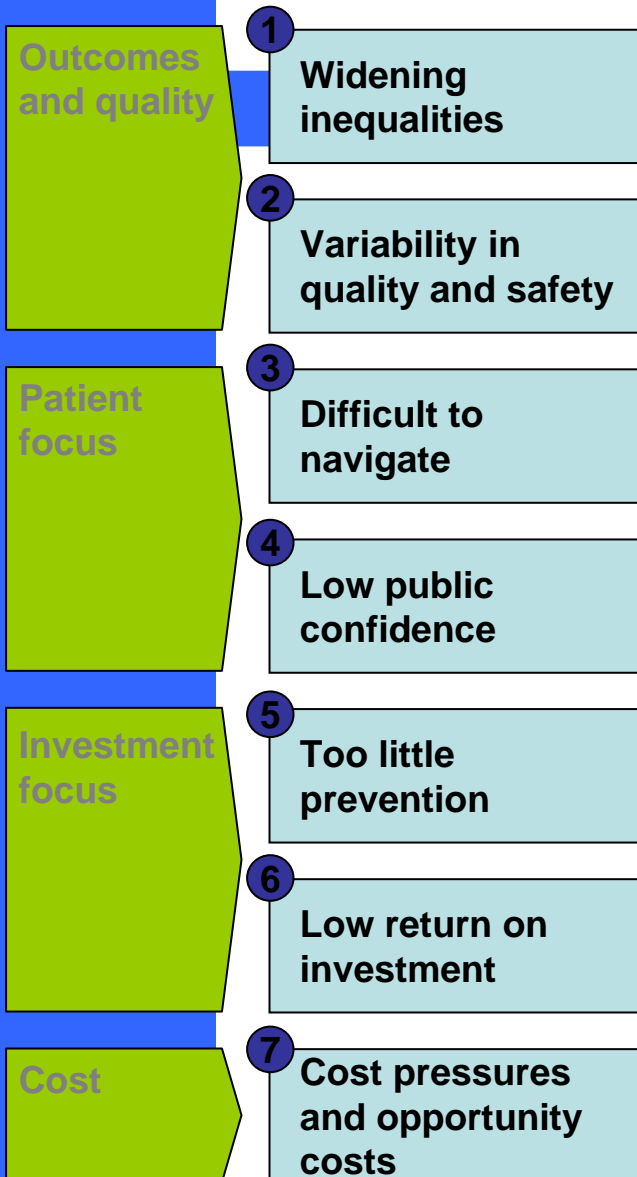 Outcomes
and quality
1
Widening
inequalities
2
Variability in
quality and safety
Patient
focus
3
Difficult to
navigate
4
Low public
confidence
Investment
focus
5
Too little
prevention
6
Low return on
investment
Cost
7
Cost pressures
and opportunity
costs